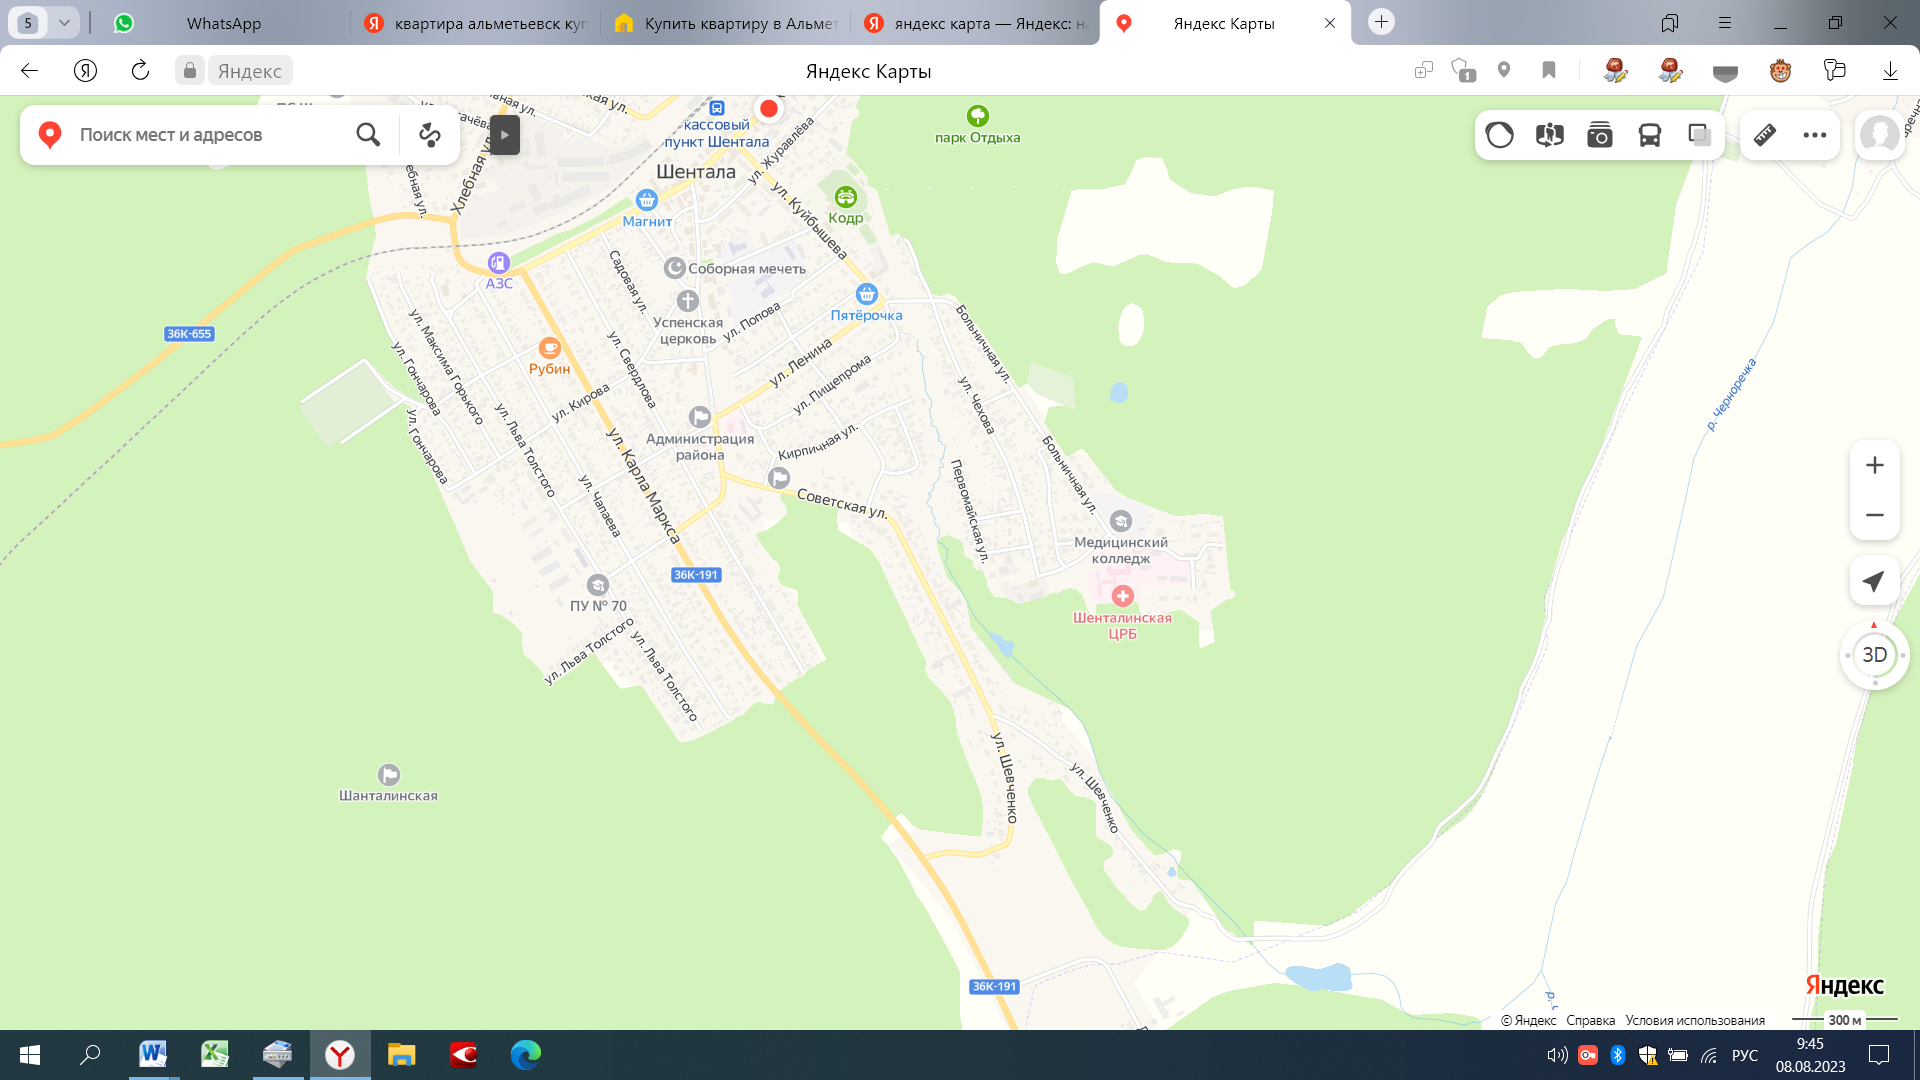 5
WhatsApp
квартира альметьевск куп
Купить квартиру в Альмет
яндекс карта — Яндекс: на
Яндекс Карты
Яндекс
Яндекс Карты
1
Поиск мест и адресов
кассовый
пункт Шентала
парк Отдыха
ул. Журавлёва
Шентала
Хлебная ул.
Магнит
ул. Куйбышева
Кодр
АЗС
Садовая ул.
Соборная мечеть
Успенская
церковь
ул. Попова
Пятёрочка
Больничная ул.
36К-655
ул. Максима Горького
ул. Гончарова
Рубин
ул. Свердлова
ул. Ленина
ул. Пищепрома
ул. Кирова
ул. Чехова
р. Черноречка
ул. Гончарова
ул. Льва Толстого
Администрация
района
Кирпичная ул.
ул. Карла Маркса
Больничная ул.
Первомайская ул.
ул. Чапаева
Советская ул.
Медицинский
колледж
36К-191
ПУ № 70
Шенталинская
ЦРБ
ул. Льва Толстого
ул. Льва Толстого
3D
ул. Шевченко
ул. Шевченко
Шанталинская
36К-191
Яндекс
© Яндекс Справка Условия использования
300 м
РУС
9:45
08.08.2023